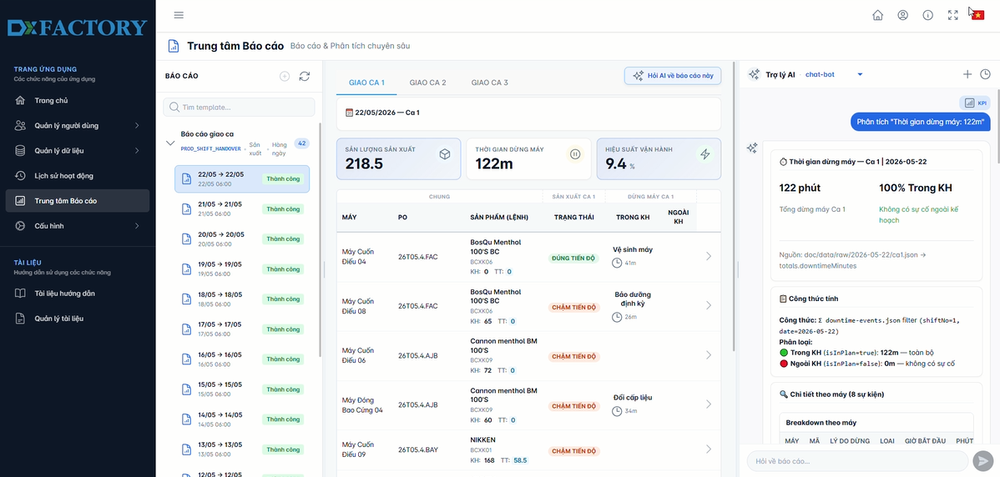 DXFACTORY
TRANG ỨNG DỤNG
Các chức năng của ứng dụng
Trang chủ
Quản lý người dùng
Quản lý dữ liệu
Lịch sử hoạt động
Trung tâm Báo cáo
Cấu hình
TÀI LIỆU
Hướng dẫn sử dụng các chức năng
Tài liệu hướng dẫn
Quản lý tài liệu
Trung tâm Báo cáo Báo cáo & Phân tích chuyên sâu
BÁO CÁO
Tìm template...
Báo cáo giao ca
PROD_SHIFT_HANDOVER • Sản xuất • Hàng ngày
42
22/05 → 22/05
22/05 06:00
Thành công
21/05 → 21/05
21/05 06:00
Thành công
20/05 → 20/05
20/05 06:00
Thành công
19/05 → 19/05
19/05 06:00
Thành công
18/05 → 18/05
18/05 06:00
Thành công
17/05 → 17/05
17/05 06:00
Thành công
16/05 → 16/05
16/05 06:00
Thành công
15/05 → 15/05
15/05 06:00
Thành công
14/05 → 14/05
14/05 06:00
Thành công
13/05 → 13/05
13/05 06:00
Thành công
12/05 → 12/05
GIAO CA 1 GIAO CA 2 GIAO CA 3
Hỏi AI về báo cáo này
22/05/2026 — Ca 1
SẢN LƯỢNG SẢN XUẤT
218.5
THỜI GIAN DỪNG MÁY
122m
HIỆU SUẤT VẬN HÀNH
9.4 %
CHUNG SẢN XUẤT CA 1 DỪNG MÁY CA 1
MÁY PO SẢN PHẨM (LỆNH) TRẠNG THÁI TRONG KH NGOÀI KH
Máy Cuốn Điếu 04
26T05.4.FAC
BosQu Menthol 100'S BC
BCXK06
KH: 0 TT: 0
ĐÚNG TIẾN ĐỘ
Vệ sinh máy
41m
Máy Cuốn Điếu 08
26T05.4.FAC
BosQu Menthol 100'S BC
BCXK06
KH: 65 TT: 0
CHẬM TIẾN ĐỘ
Bảo dưỡng định kỳ
26m
Máy Cuốn Điếu 06
26T05.4.AJB
Cannon menthol BM 100'S
BCXK09
KH: 72 TT: 0
CHẬM TIẾN ĐỘ
Máy Đóng Bao Cứng 04
26T05.4.AJB
Cannon menthol BM 100'S
BCXK09
KH: 60 TT: 0
CHẬM TIẾN ĐỘ
Đổi cấp liệu
34m
Máy Cuốn Điếu 09
26T05.4.BAY
NIKKEN
BCXK01
KH: 168 TT: 58.5
CHẬM TIẾN ĐỘ
Trợ lý AI chat-bot
KPI
Phân tích "Thời gian dừng máy: 122m"
Thời gian dừng máy — Ca 1 | 2026-05-22
122 phút
Tổng dừng máy Ca 1
100% Trong KH
Không có sự cố ngoài kế hoạch
Nguồn: doc/data/raw/2026-05-22/ca1.json → totals.downtimeMinutes
Công thức tính
Công thức: Σ downtime-events.json filter (shiftNo=1, date=2026-05-22)
Phân loại:
Trong KH (isInPlan=true): 122m — toàn bộ
Ngoài KH (isInPlan=false): 0m — không có sự cố
Chi tiết theo máy (8 sự kiện)
Breakdown theo máy
MÁY MÃ LÝ DO DỪNG LOẠI GIỜ BẮT ĐẦU PHÚT
Hỏi về báo cáo...